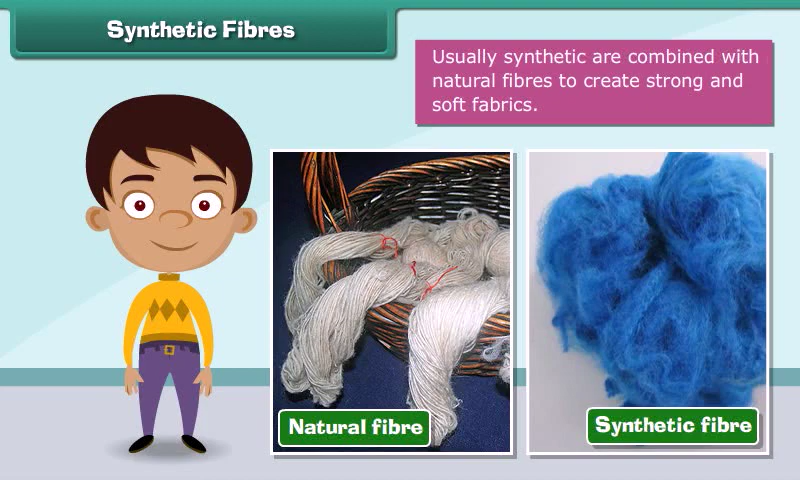 Synthetic Fibres
Usually synthetic are combined with
natural fibres to create strong and
soft fabrics.
Natural fibre
Synthetic fibre